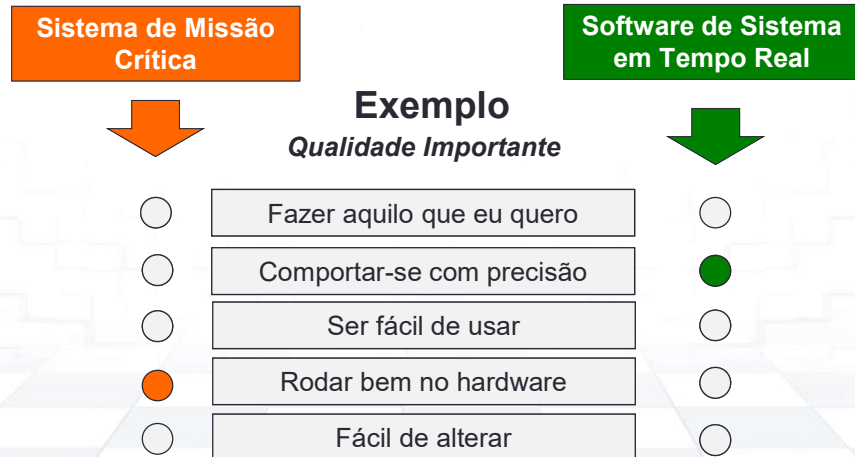 Sistema de Missão
Crítica
Software de Sistema
em Tempo Real
Exemplo
Qualidade Importante
Fazer aquilo que eu quero
Comportar-se com precisão
Ser fácil de usar
Rodar bem no hardware
Fácil de alterar